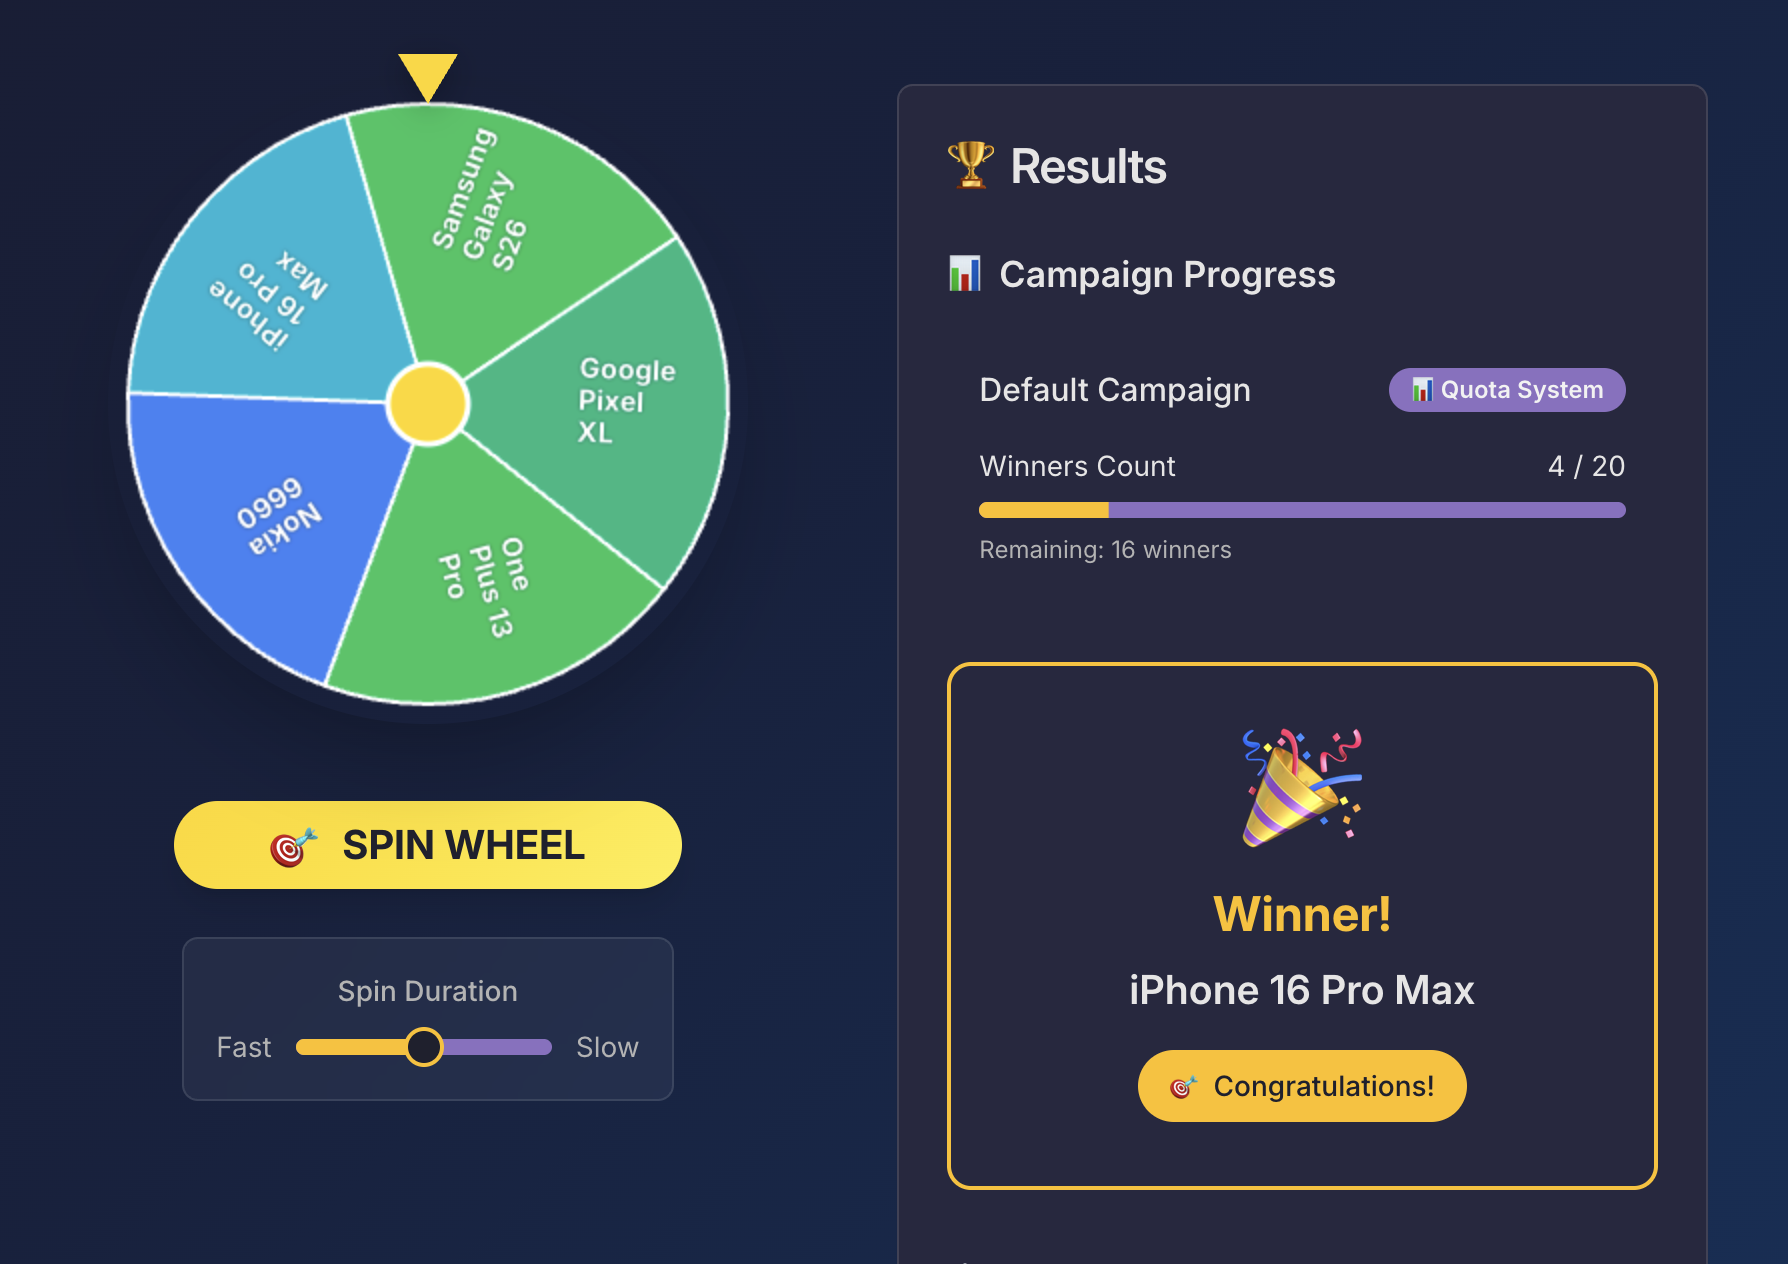 Samsung
Galaxy
S26
Google
Pixel
XL
One
Plus 13
Pro
Nokia
6660
iPhone
16 Pro
Max
SPIN WHEEL
Spin Duration
Fast
Slow
Results
Campaign Progress
Default Campaign
Quota System
Winners Count
4 / 20
Remaining: 16 winners
Winner!
iPhone 16 Pro Max
Congratulations!